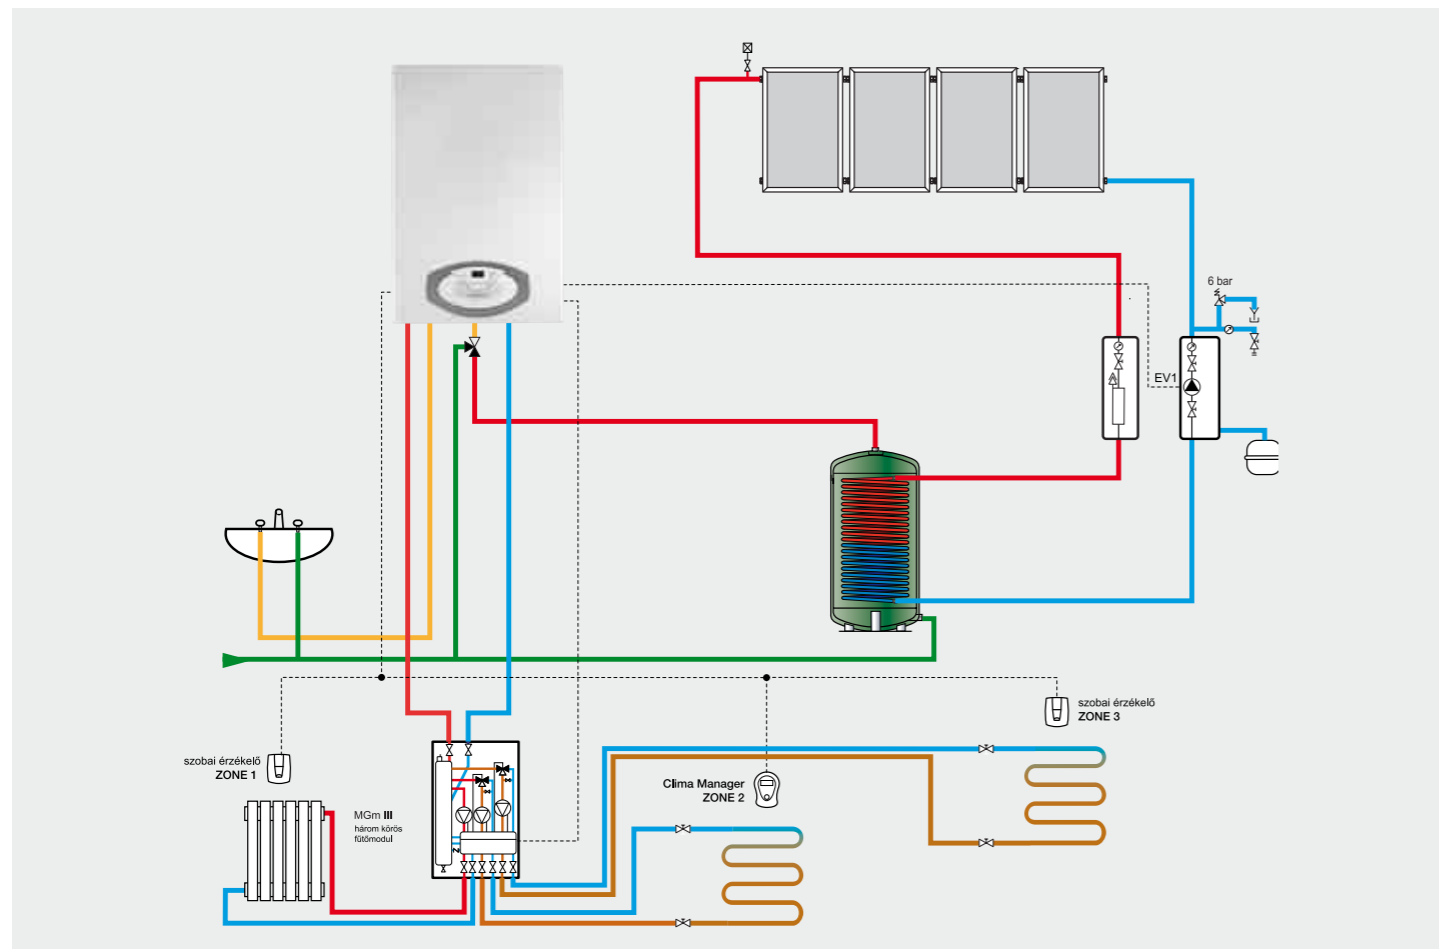 6 bar
EV1
szobai érzékelő
ZONE 3
szobai érzékelő
ZONE 1
Clima Manager
ZONE 2
MGm III
három körös
fűtőmodul